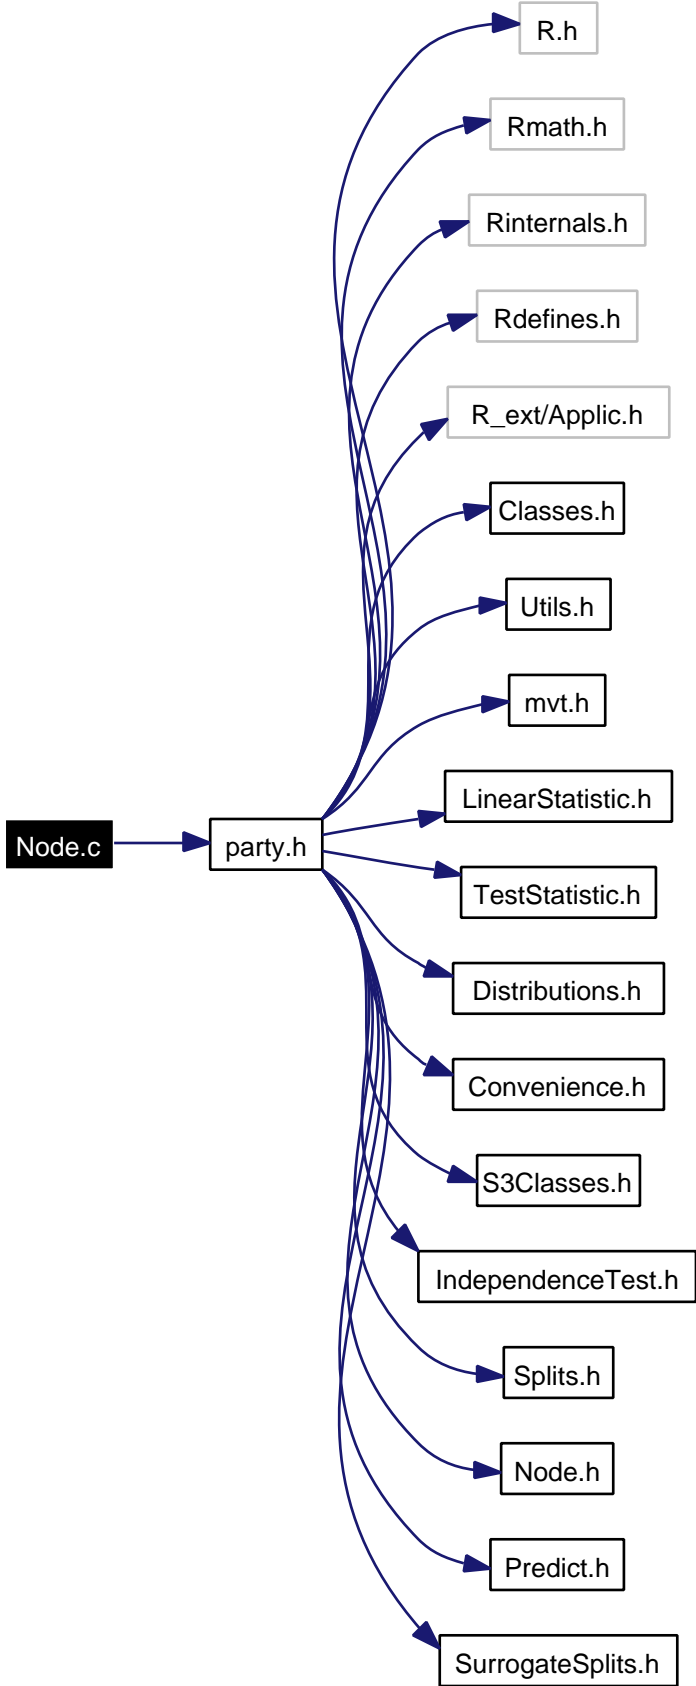 R.h
Rmath.h
Rinternals.h
Rdefines.h
R_ext/Applic.h
Classes.h
Utils.h
mvt.h
LinearStatistic.h
Node.c
party.h
TestStatistic.h
Distributions.h
Convenience.h
S3Classes.h
IndependenceTest.h
Splits.h
Node.h
Predict.h
SurrogateSplits.h